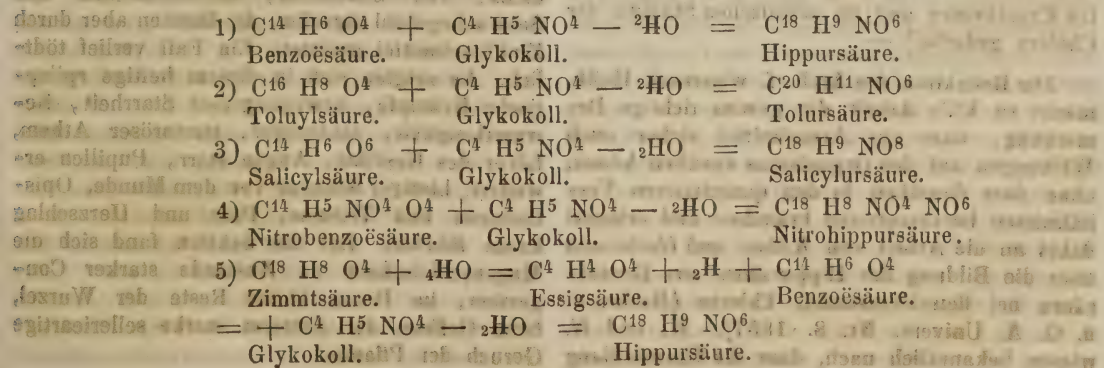 1) C¹⁴ H⁶ O⁴ + C⁴ H⁵ NO⁴ — ²HO = C¹⁸ H⁹ NO⁶
Benzoësäure. Glykokoll. Hippursäure.
2) C¹⁶ H⁸ O⁴ + C⁴ H⁵ NO⁴ — ²HO = C²⁰ H¹¹ NO⁶
Toluylsäure. Glykokoll. Tolursäure.
3) C¹⁴ H⁶ O⁶ + C⁴ H⁵ NO⁴ — ₂HO = C¹⁸ H⁹ NO⁸
Salicylsäure. Glykokoll. Salicylursäure.
4) C¹⁴ H⁵ NO⁴ O⁴ + C⁴ H⁵ NO⁴ — ²HO = C¹⁸ H⁸ NO⁴ NO⁶
Nitrobenzoësäure. Glykokoll. Nitrohippursäure.
5) C¹⁸ H⁸ O⁴ + ₄HO = C⁴ H⁴ O⁴ + ₂H + C¹⁴ H⁶ O⁴
Zimmtsäure. Essigsäure. Benzoësäure.
= + C⁴ H⁵ NO⁴ — ₂HO = C¹⁸ H⁹ NO⁶.
Glykokoll. Hippursäure.